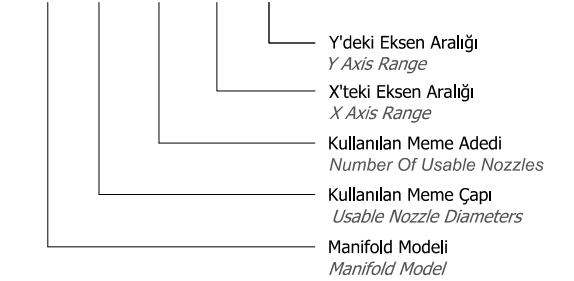 Y'deki Eksen Aralığı
Y Axis Range
X'teki Eksen Aralığı
X Axis Range
Kullanılan Meme Adedi
Number Of Usable Nozzles
Kullanılan Meme Çapı
Usable Nozzle Diameters
Manifold Modeli
Manifold Model